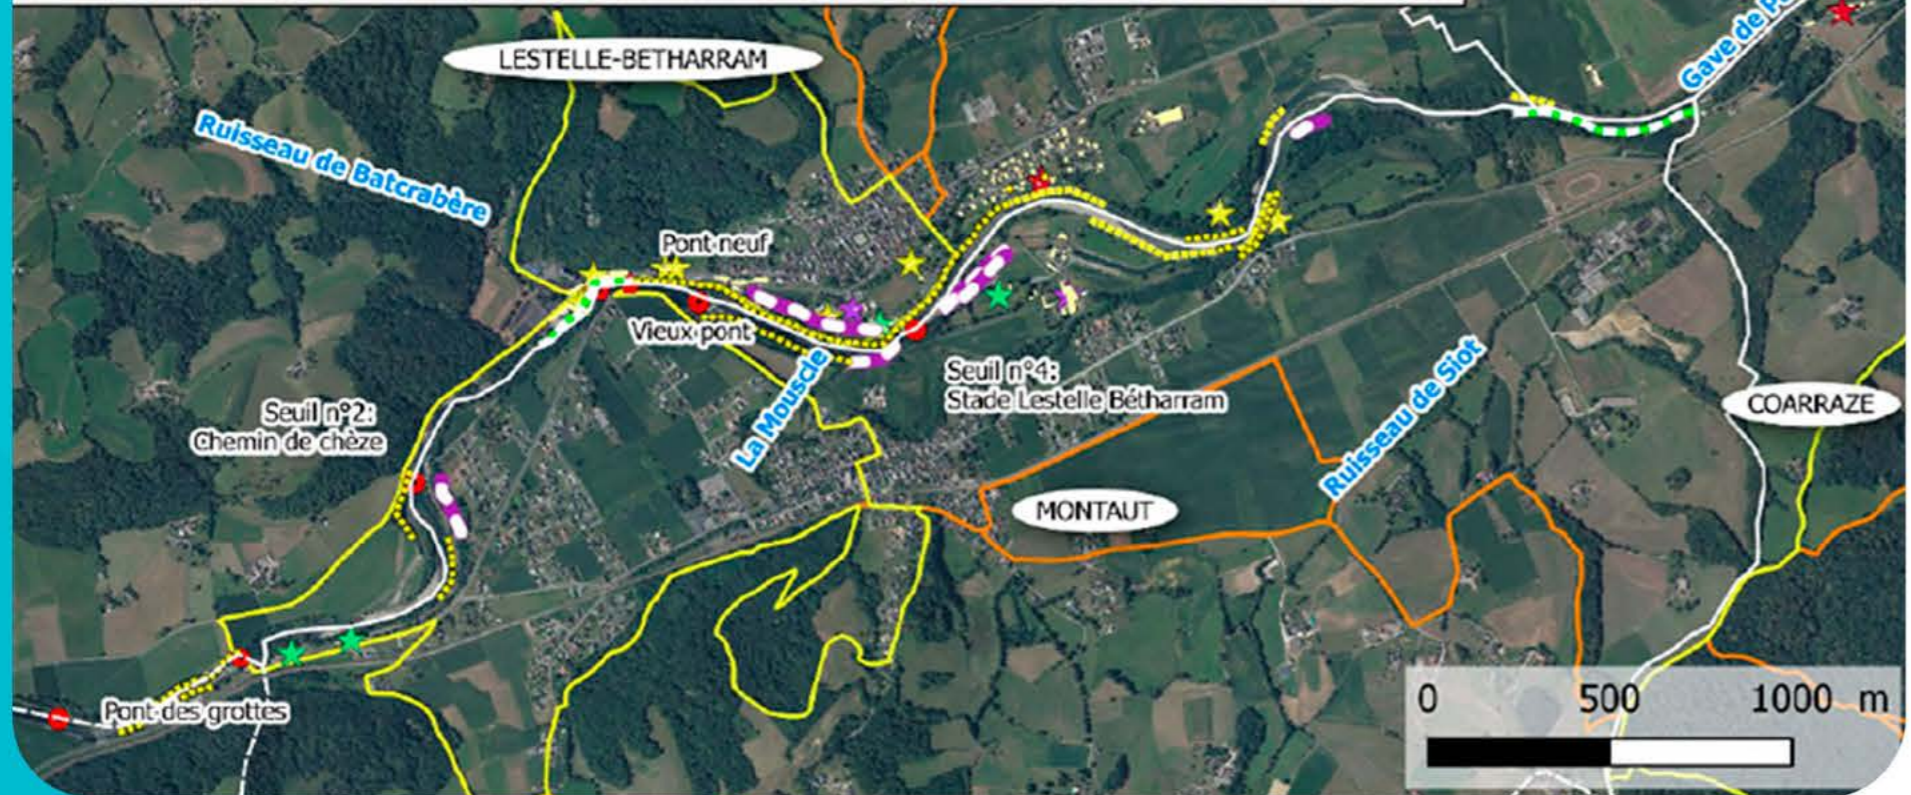 LESTELLE-BETHARRAM
Gave de
Ruisseau de Batcrabère
Pont neuf
Vieux pont
La Mouscle
Seuil n°4:
Stade Lestelle Bétharram
Seuil n°2:
Chemin de chèze
Ruisseau de Siot
COARRAZE
MONTAUT
Pont des grottes
0 500 1000 m